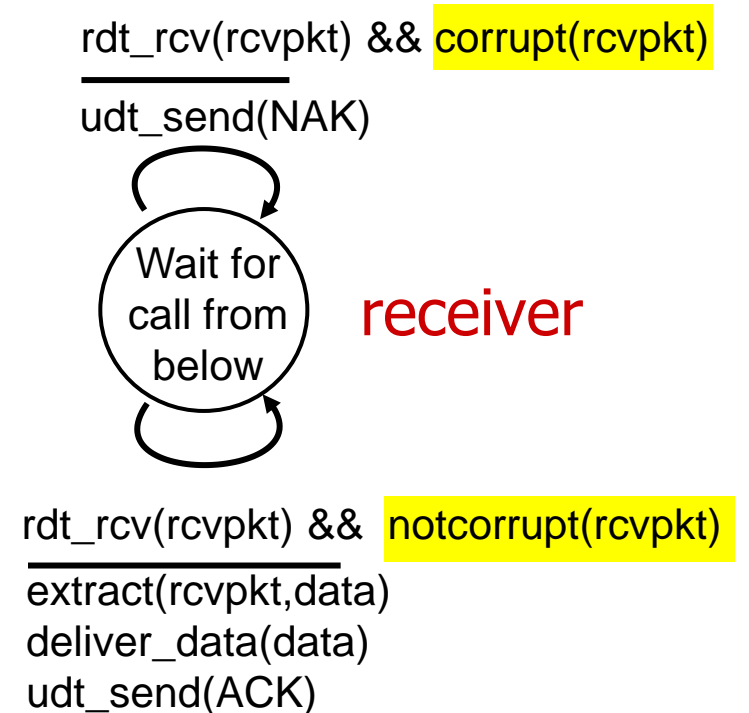 rdt_rcv(rcvpkt) && corrupt(rcvpkt)
udt_send(NAK)
Wait for
call from
below
receiver
rdt_rcv(rcvpkt) && notcorrupt(rcvpkt)
extract(rcvpkt,data)
deliver_data(data)
udt_send(ACK)